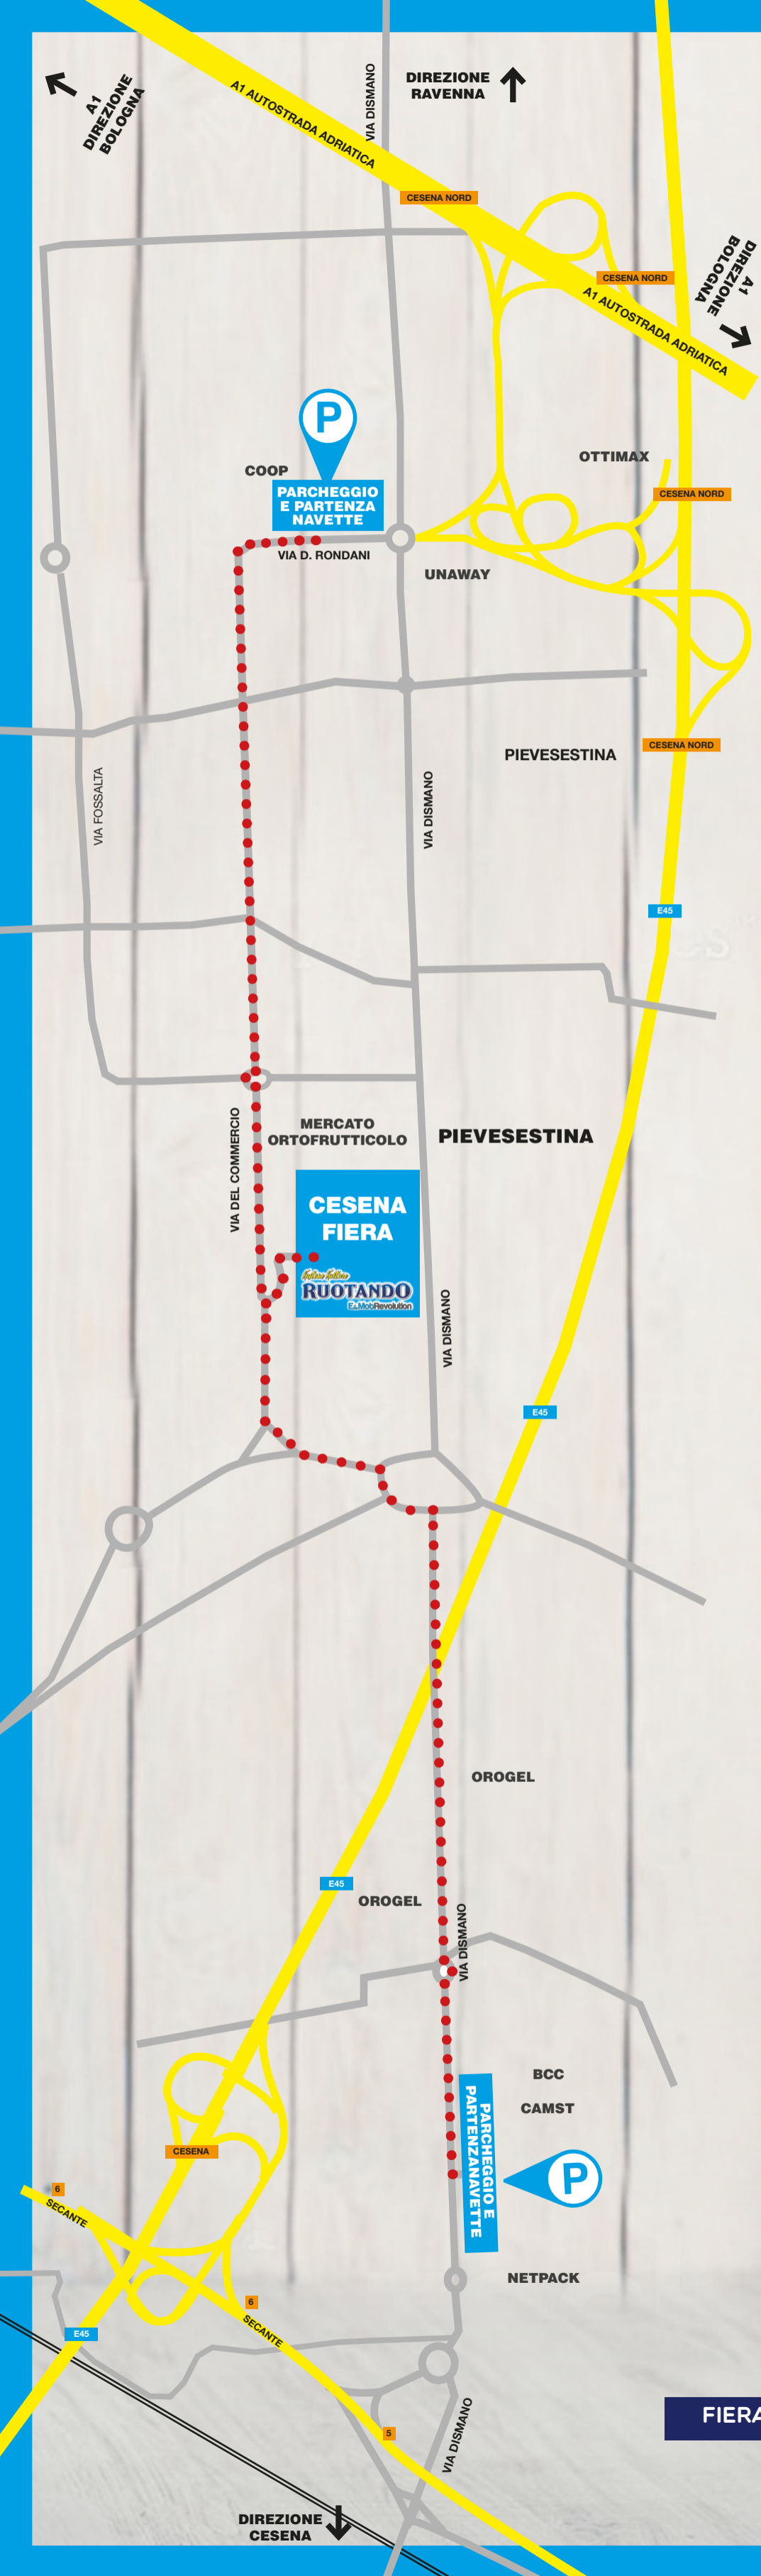 A1
DIREZIONE
BOLOGNA
A1 AUTOSTRADA ADRIATICA
VIA DISMANO
DIREZIONE
RAVENNA
CESENA NORD
CESENA NORD
A1
DIREZIONE
BOLOGNA
A1 AUTOSTRADA ADRIATICA
P
COOP
PARCHEGGIO
E PARTENZA
NAVETTE
OTTIMAX
CESENA NORD
VIA D. RONDANI
UNAWAY
CESENA NORD
PIEVESESTINA
VIA FOSSALTA
VIA DISMANO
E45
es
MERCATO
ORTOFRUTTICOLO
PIEVESESTINA
VIA DEL COMMERCIO
CESENA
FIERA
RUOTANDO
E-MobRevolution
VIA DISMANO
E45
OROGEL
E45
OROGEL
VIA DISMANO
BCC
CAMST
PARCHEGGIO E
PARTENZANAVETTE
P
CESENA
6
SECANTE
NETPACK
6
SECANTE
E45
FIERA
5
VIA DISMANO
DIREZIONE
CESENA